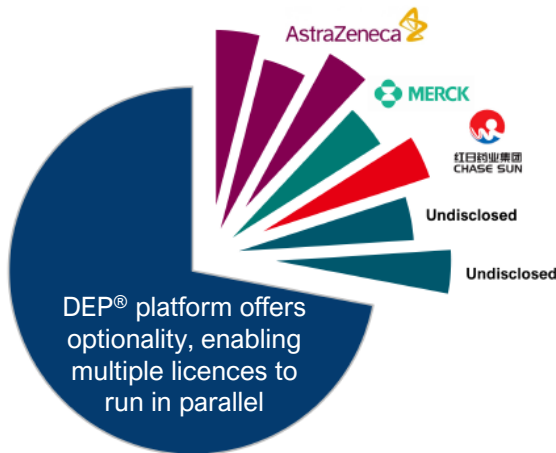 AstraZeneca
MERCK
红日药业集团
CHASE SUN
Undisclosed
Undisclosed
DEP® platform offers
optionality, enabling
multiple licences to
run in parallel